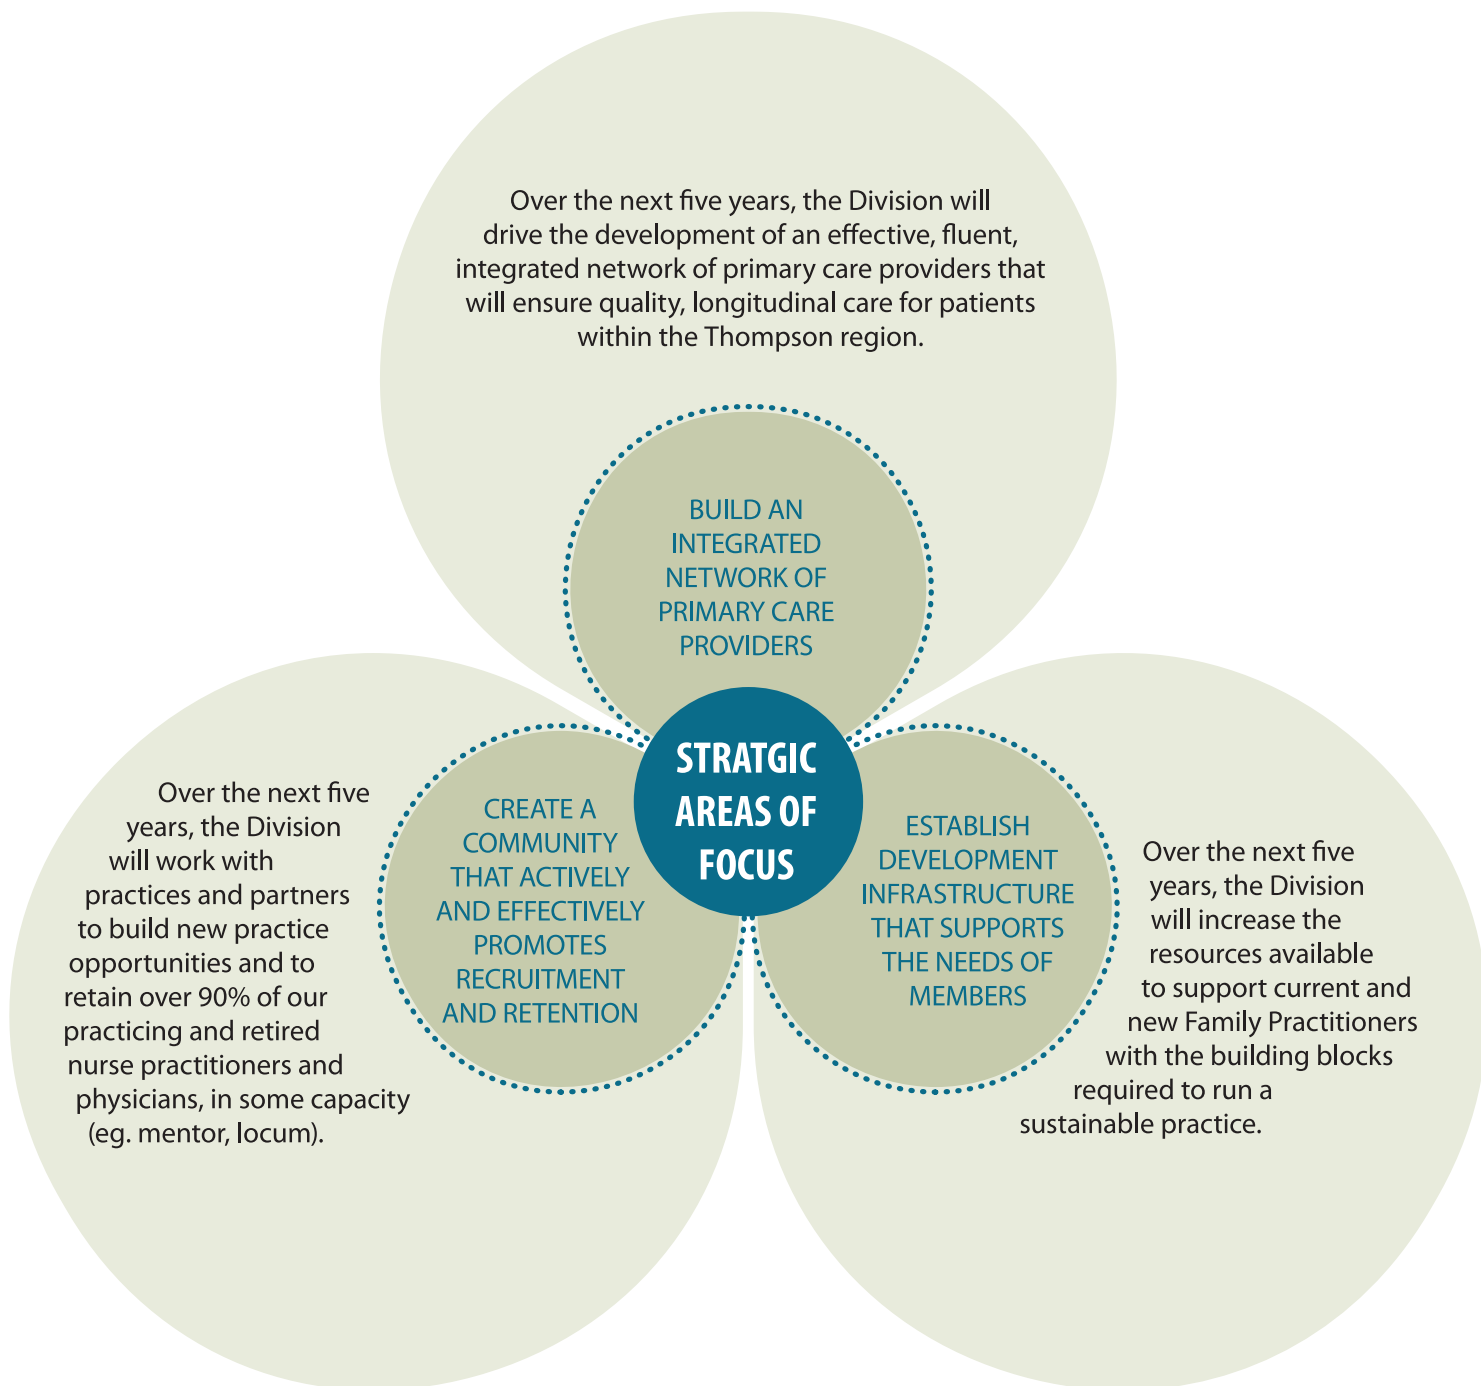 Over the next five years, the Division will
drive the development of an effective, fluent,
integrated network of primary care providers that
will ensure quality, longitudinal care for patients
within the Thompson region.
BUILD AN
INTEGRATED
NETWORK OF
PRIMARY CARE
PROVIDERS
STRATGIC
AREAS OF
FOCUS
Over the next five
years, the Division
will work with
practices and partners
to build new practice
opportunities and to
retain over 90% of our
practicing and retired
nurse practitioners and
physicians, in some capacity
(eg. mentor, locum).
CREATE A
COMMUNITY
THAT ACTIVELY
AND EFFECTIVELY
PROMOTES
RECRUITMENT
AND RETENTION
ESTABLISH
DEVELOPMENT
INFRASTRUCTURE
THAT SUPPORTS
THE NEEDS OF
MEMBERS
Over the next five
years, the Division
will increase the
resources available
to support current and
new Family Practitioners
with the building blocks
required to run a
sustainable practice.